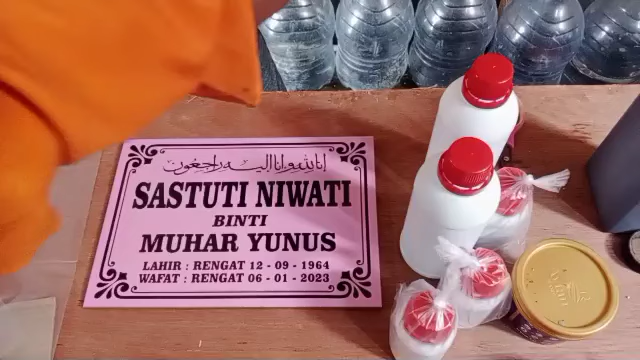 إنا لله وإنا إليه راجعون
SASTUTI NIWATI
BINTI
MUHAR YUNUS
LAHIR : RENGAT 12 - 09 - 1964
WAFAT : RENGAT 06 - 01 - 2023